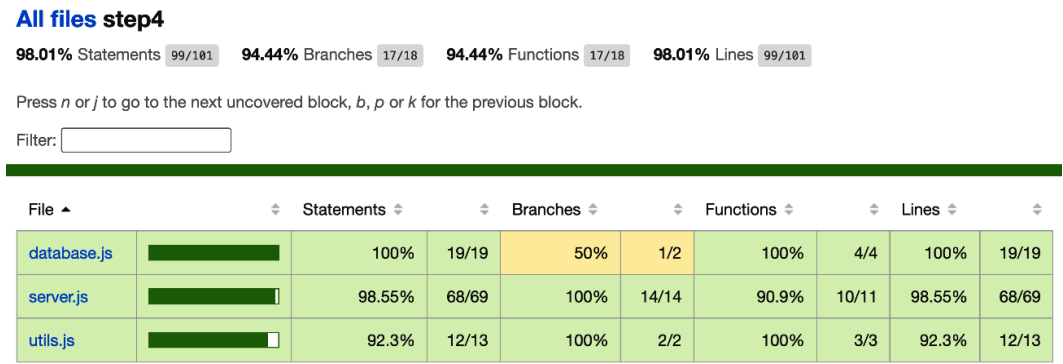 All files step4
98.01% Statements 99/101 94.44% Branches 17/18 94.44% Functions 17/18 98.01% Lines 99/101
Press n or j to go to the next uncovered block, b, p or k for the previous block.
Filter:
File Statements Branches Functions Lines
database.js 100% 19/19 50% 1/2 100% 4/4 100% 19/19
server.js 98.55% 68/69 100% 14/14 90.9% 10/11 98.55% 68/69
utils.js 92.3% 12/13 100% 2/2 100% 3/3 92.3% 12/13